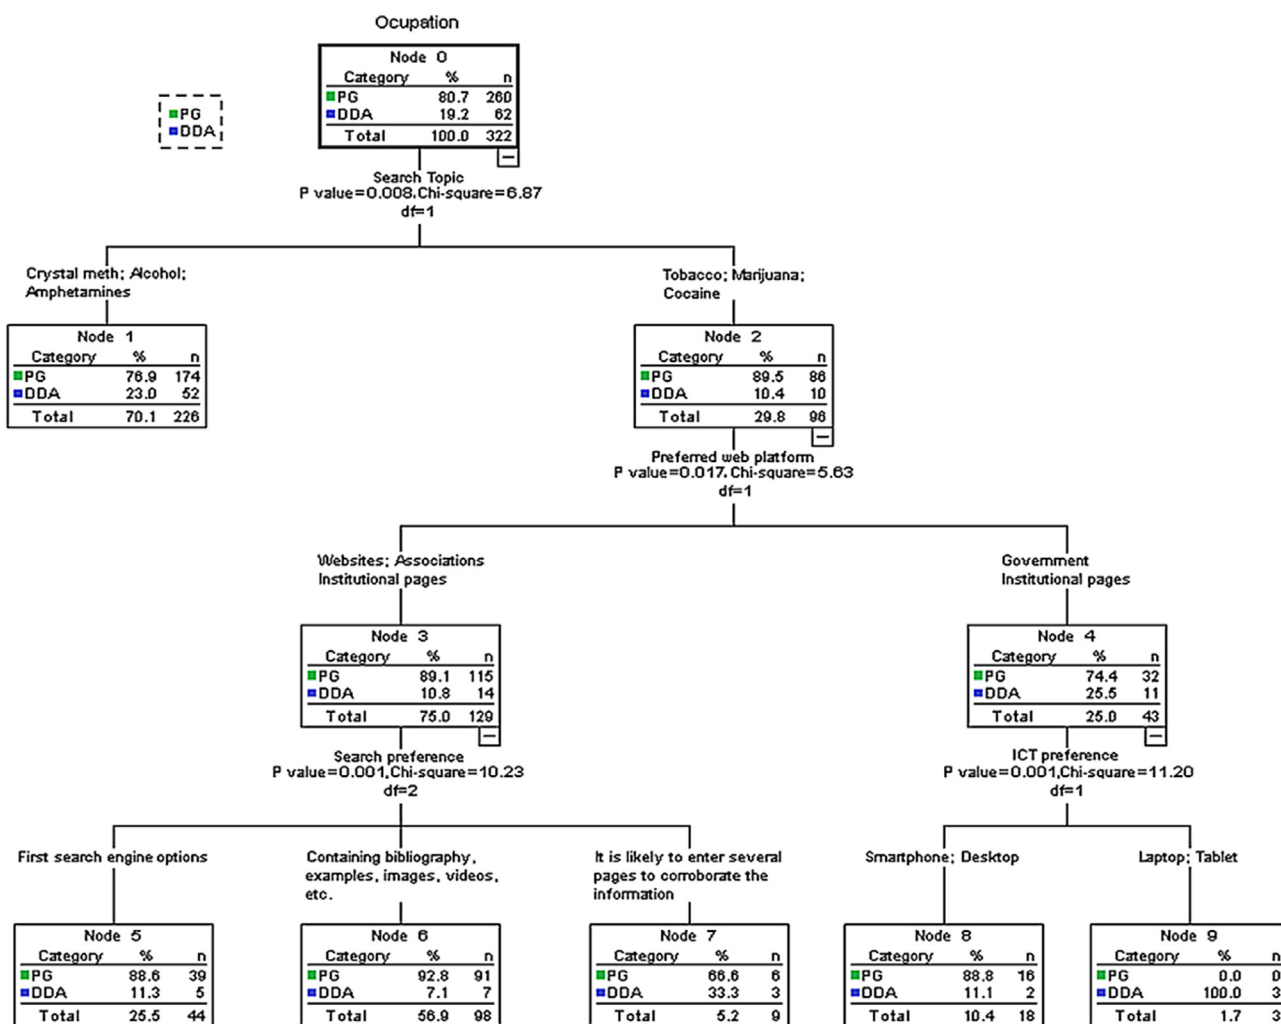 Ocupation
PG
DDA
Node 0
Category % n
PG 80.7 260
DDA 19.2 62
Total 100.0 322
Search Topic
P value=0.008.Chi-square=6.87
df=1
Crystal meth; Alcohol;
Amphetamines
Tobacco; Marijuana;
Cocaine
Node 1
Category % n
PG 76.9 174
DDA 23.0 52
Total 70.1 226
Node 2
Category % n
PG 89.5 86
DDA 10.4 10
Total 29.8 96
Preferred web platform
P value=0.017.Chi-square=5.63
df=1
Websites; Associations
Institutional pages
Government
Institutional pages
Node 3
Category % n
PG 89.1 115
DDA 10.8 14
Total 75.0 129
Node 4
Category % n
PG 74.4 32
DDA 25.5 11
Total 25.0 43
Search preference
P value=0.001,Chi-square=10.23
df=2
ICT preference
P value=0.001,Chi-square=11.20
df=1
First search engine options
Containing bibliography,
examples, images, videos,
etc.
It is likely to enter several
pages to corroborate the
information
Smartphone; Desktop
Laptop; Tablet
Node 5
Category % n
PG 88.6 39
DDA 11.3 5
Total 25.5 44
Node 6
Category % n
PG 92.8 91
DDA 7.1 7
Total 56.9 98
Node 7
Category % n
PG 66.6 6
DDA 33.3 3
Total 5.2 9
Node 8
Category % n
PG 88.8 16
DDA 11.1 2
Total 10.4 18
Node 9
Category % n
PG 0.0 0
DDA 100.0 3
Total 1.7 3